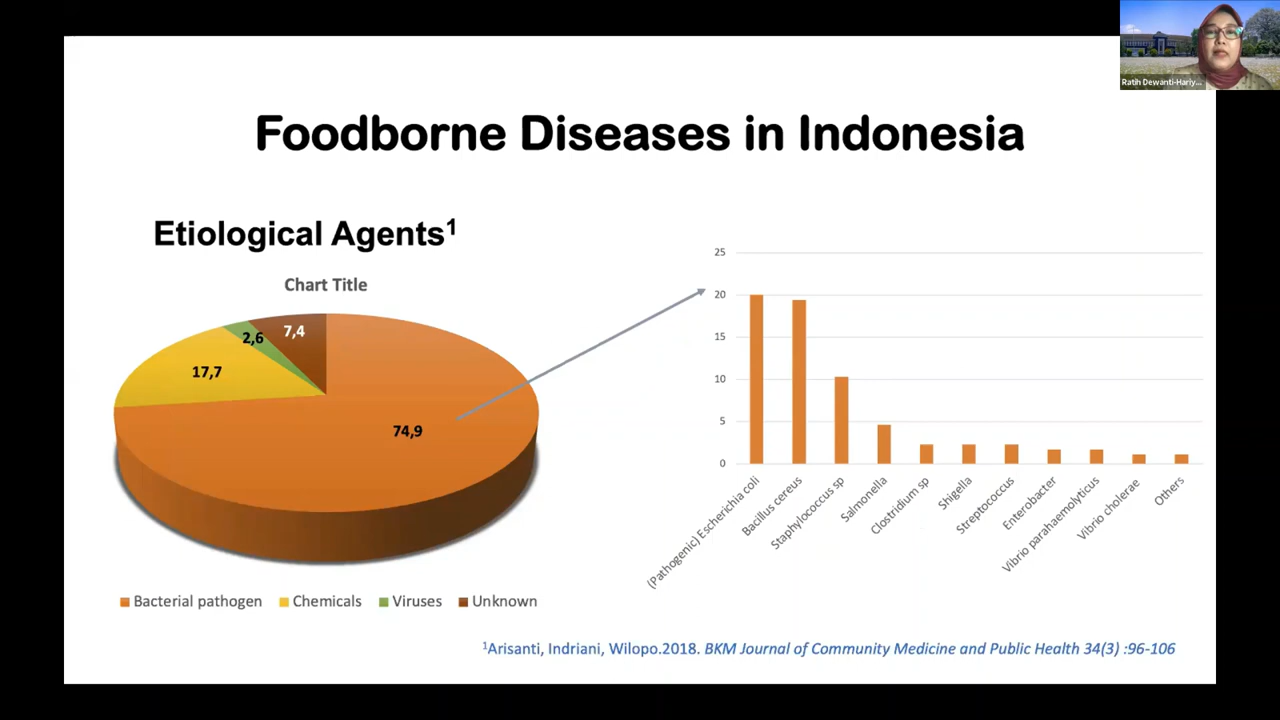 Ratih Dewanti-Hariy...
Foodborne Diseases in Indonesia
Etiological Agents¹
Chart Title
7,4
2,6
17,7
74,9
Bacterial pathogen Chemicals Viruses Unknown
25
20
15
10
5
0
(Pathogenic) Escherichia coli
Bacillus cereus
Staphylococcus sp
Salmonella
Clostridium sp
Shigella
Streptococcus
Enterobacter
Vibrio parahaemolyticus
Vibrio cholerae
Others
¹Arisanti, Indriani, Wilopo.2018. BKM Journal of Community Medicine and Public Health 34(3) :96-106